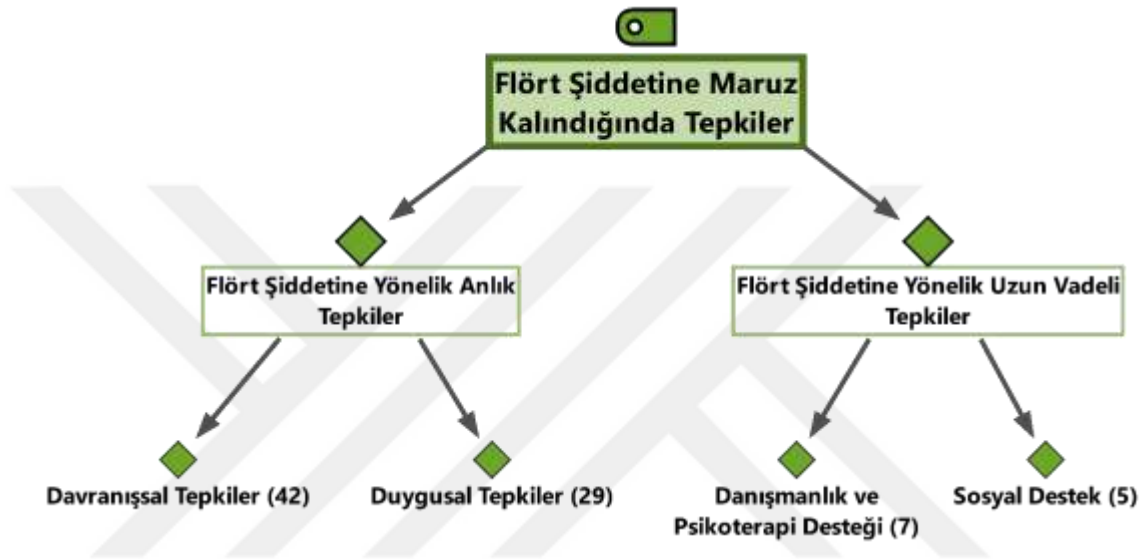 Flört Şiddetine Maruz
Kalındığında Tepkiler
Flört Şiddetine Yönelik Anlık
Tepkiler
Flört Şiddetine Yönelik Uzun Vadeli
Tepkiler
Davranışsal Tepkiler (42)
Duygusal Tepkiler (29)
Danışmanlık ve
Psikoterapi Desteği (7)
Sosyal Destek (5)